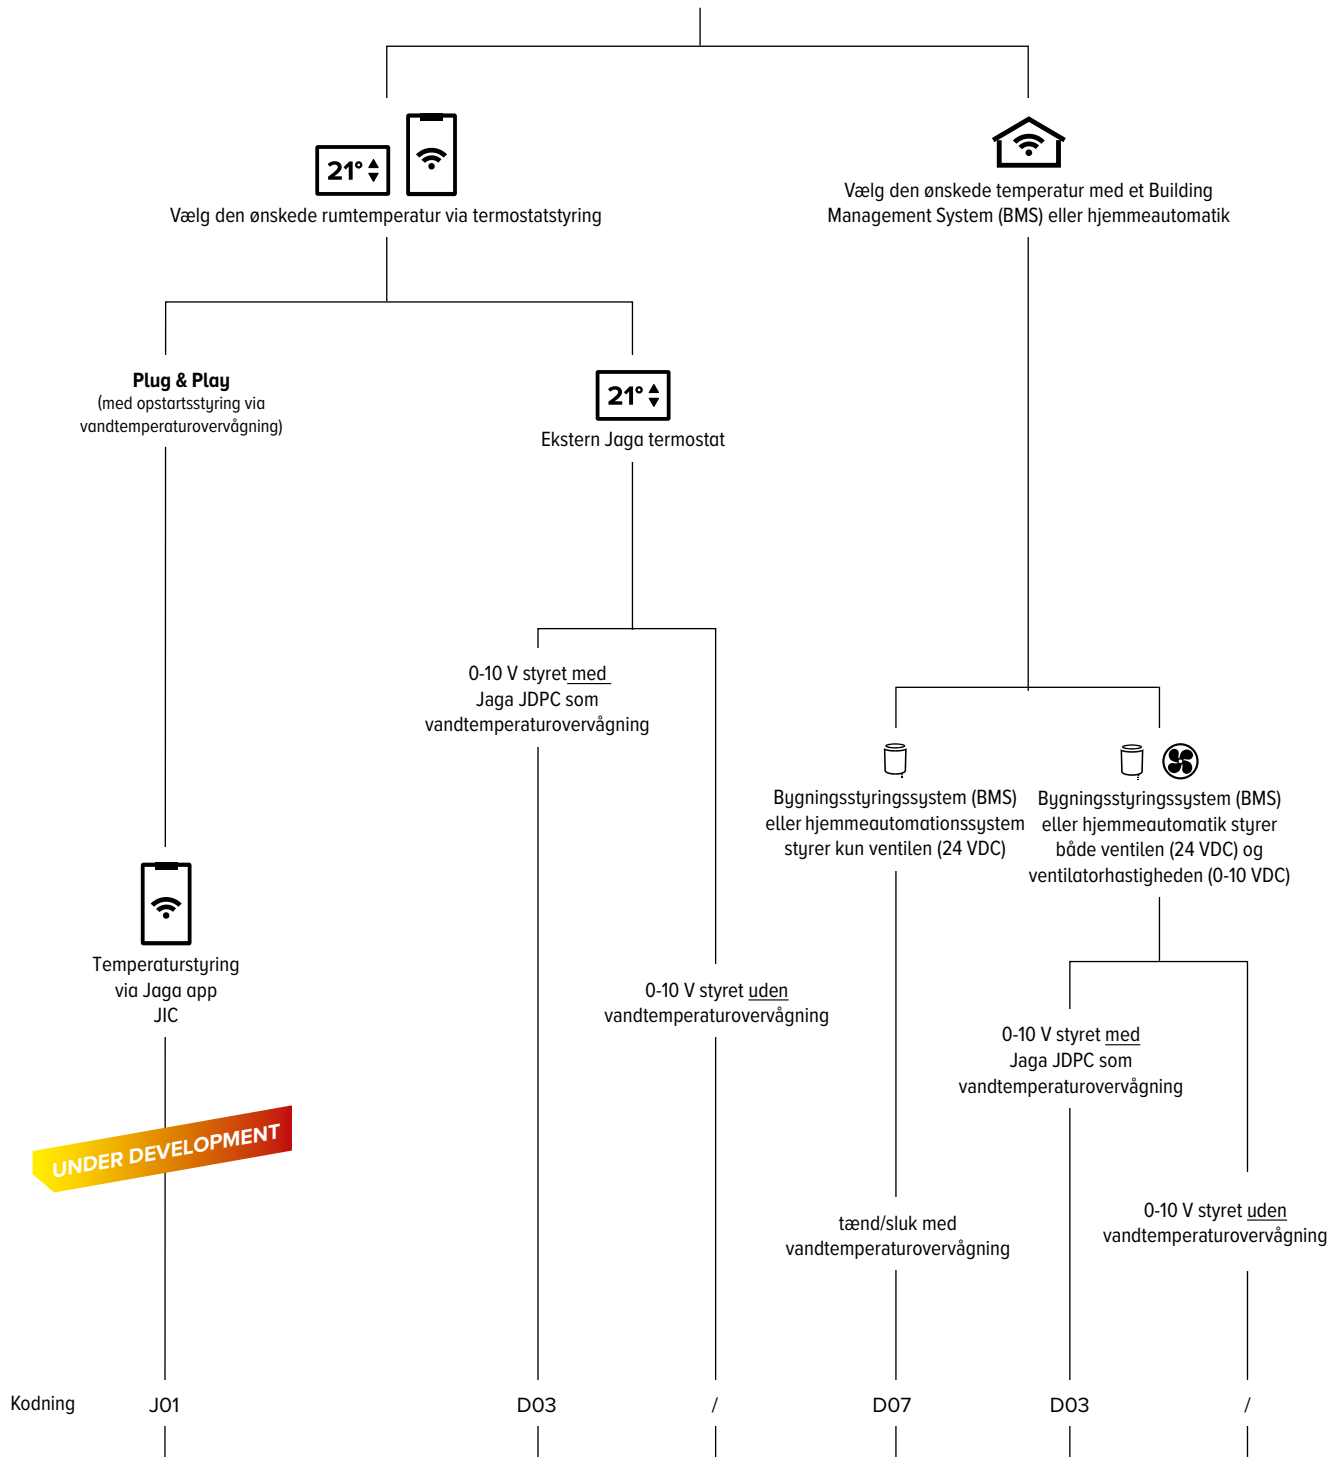 21°
Vælg den ønskede rumtemperatur via termostatstyring
Vælg den ønskede temperatur med et Building
Management System (BMS) eller hjemmeautomatik
Plug & Play
(med opstartsstyring via
vandtemperaturovervågning)
21°
Ekstern Jaga termostat
0-10 V styret med
Jaga JDPC som
vandtemperaturovervågning
Bygningsstyringssystem (BMS)
eller hjemmeautomationssystem
styrer kun ventilen (24 VDC)
Bygningsstyringssystem (BMS)
eller hjemmeautomatik styrer
både ventilen (24 VDC) og
ventilatorhastigheden (0-10 VDC)
Temperaturstyring
via Jaga app
JIC
0-10 V styret uden
vandtemperaturovervågning
0-10 V styret med
Jaga JDPC som
vandtemperaturovervågning
UNDER DEVELOPMENT
tænd/sluk med
vandtemperaturovervågning
0-10 V styret uden
vandtemperaturovervågning
Kodning J01 D03 / D07 D03 /